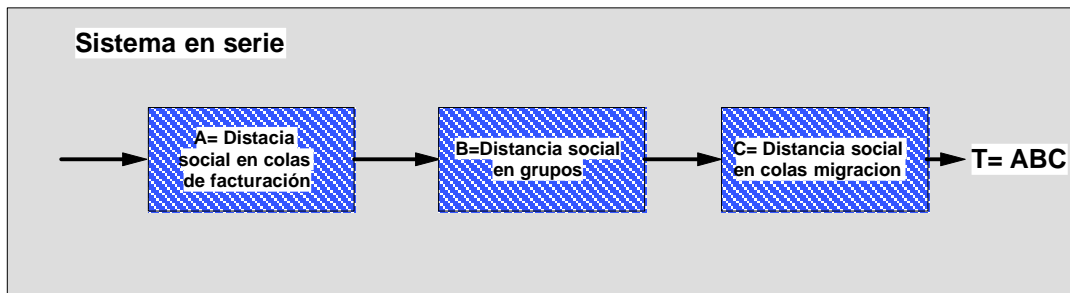 Sistema en serie
A= Distacia
social en colas
de facturación
B=Distancia social
en grupos
C= Distancia social
en colas migracion
T= ABC